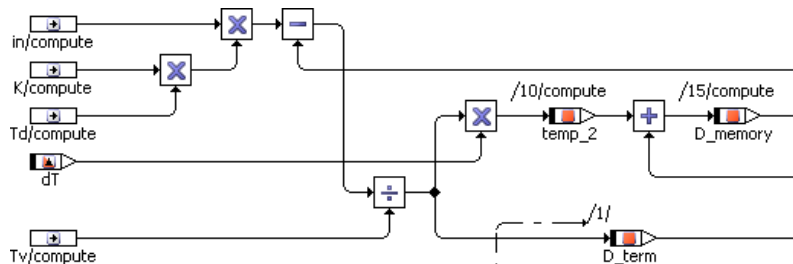 in/compute
K/compute
/10/compute
/15/compute
Td/compute
temp_2
D_memory
dT
/1/
Tv/compute
D_term